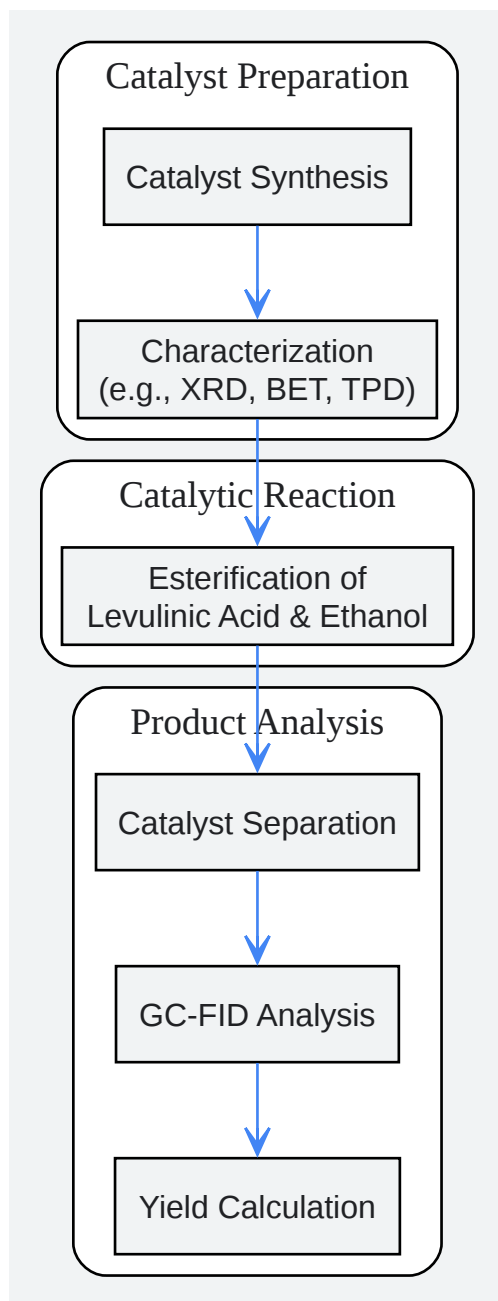 Catalyst Preparation
Catalyst Synthesis
Characterization
(e.g., XRD, BET, TPD)
Catalytic Reaction
Esterification of
Levulinic Acid & Ethanol
Product Analysis
Catalyst Separation
GC-FID Analysis
Yield Calculation